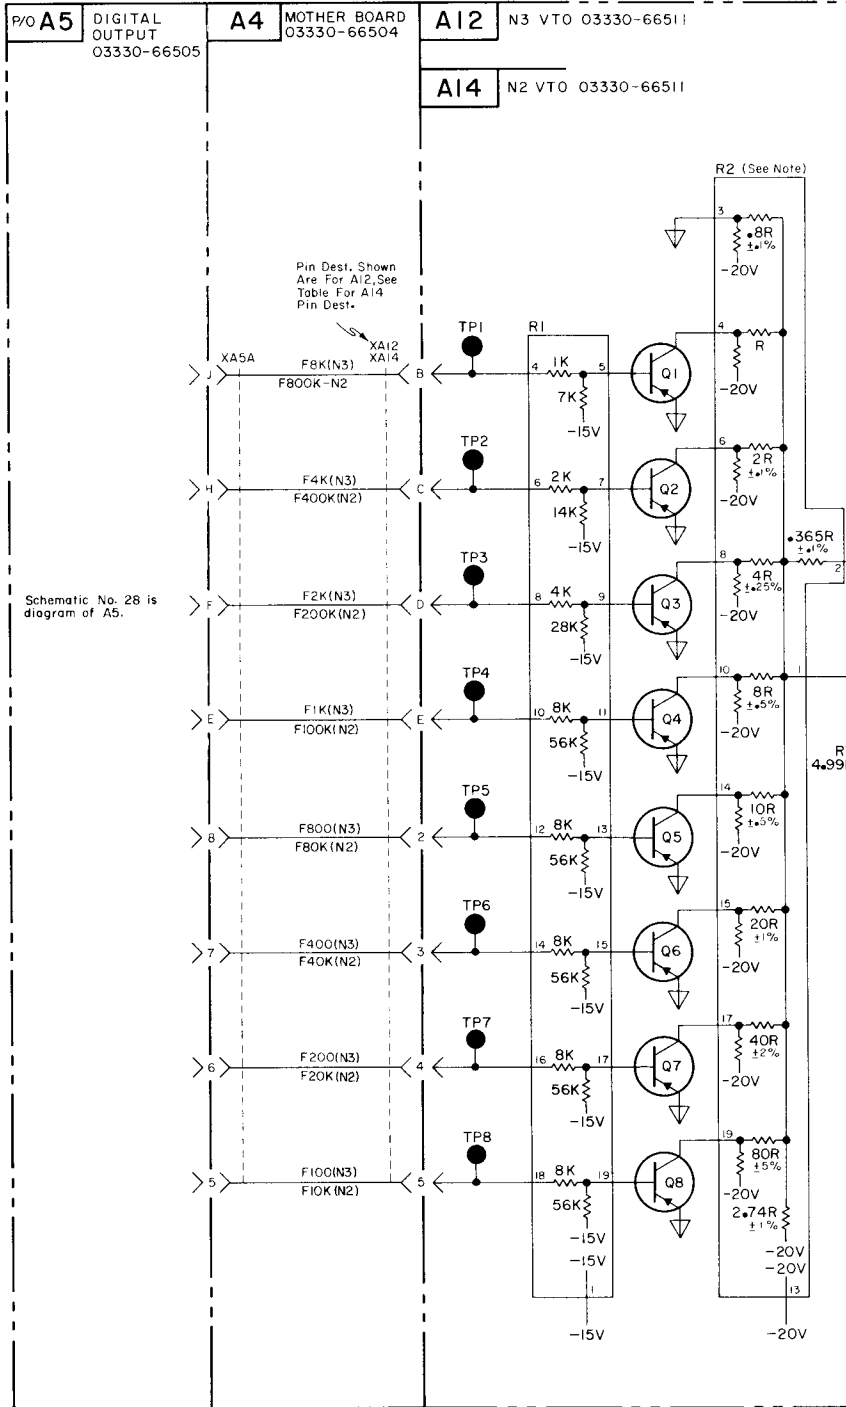 P/O A5 DIGITAL OUTPUT 03330-66505
A4 MOTHER BOARD 03330-66504
A12 N3 VTO 03330-66511
A14 N2 VTO 03330-66511
R2 (See Note)
3
.8R
±.1%
-20V
Pin Dest. Shown
Are For A12, See
Table For A14
Pin Dest.
XA5A
XA12
XA14
TP1
R1
J
F8K(N3)
F800K-N2
B
4
1K
5
7K
-15V
Q1
4
R
-20V
TP2
H
F4K(N3)
F400K(N2)
C
6
2K
7
14K
-15V
Q2
6
2R
±.1%
-20V
.365R
±.1%
2
TP3
Schematic No. 28 is
diagram of A5.
F
F2K(N3)
F200K(N2)
D
8
4K
9
28K
-15V
Q3
8
4R
±.25%
-20V
TP4
E
F1K(N3)
F100K(N2)
E
10
8K
11
56K
-15V
Q4
10
8R
±.5%
-20V
1
R
4.99
TP5
8
F800(N3)
F80K(N2)
2
12
8K
13
56K
-15V
Q5
14
10R
±.5%
-20V
TP6
7
F400(N3)
F40K(N2)
3
14
8K
15
56K
-15V
Q6
15
20R
±1%
-20V
TP7
6
F200(N3)
F20K(N2)
4
16
8K
17
56K
-15V
Q7
17
40R
±2%
-20V
TP8
5
F100(N3)
F10K(N2)
5
18
8K
19
56K
-15V
-15V
1
-15V
Q8
19
80R
±5%
-20V
2.74R
±1%
-20V
-20V
13
-20V